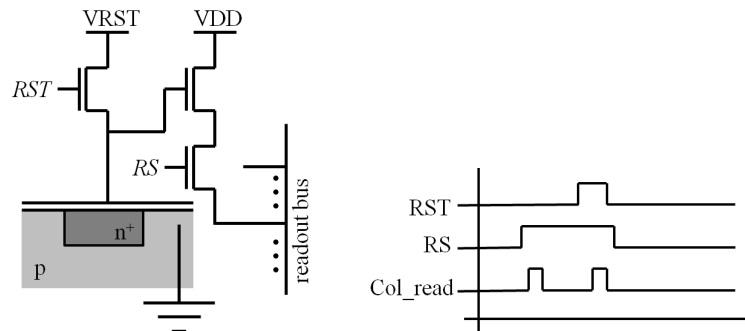 VRST
VDD
RST
RS
n+
p
readout bus
RST
RS
Col_read